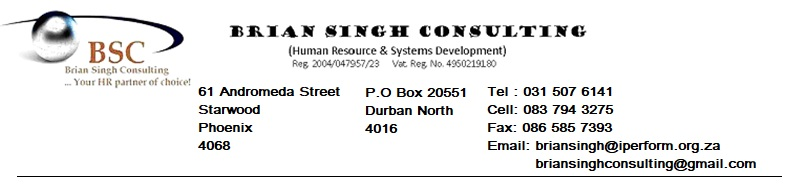 BSC
Brian Singh Consulting
... Your HR partner of choice!
BRIAN SINGH CONSULTING
(Human Resource & Systems Development)
Reg. 2004/047957/23 Vat. Reg. No. 4950219180
61 Andromeda Street
Starwood
Phoenix
4068
P.O Box 20551
Durban North
4016
Tel : 031 507 6141
Cell: 083 794 3275
Fax: 086 585 7393
Email: briansingh@iperform.org.za
briansinghconsulting@gmail.com